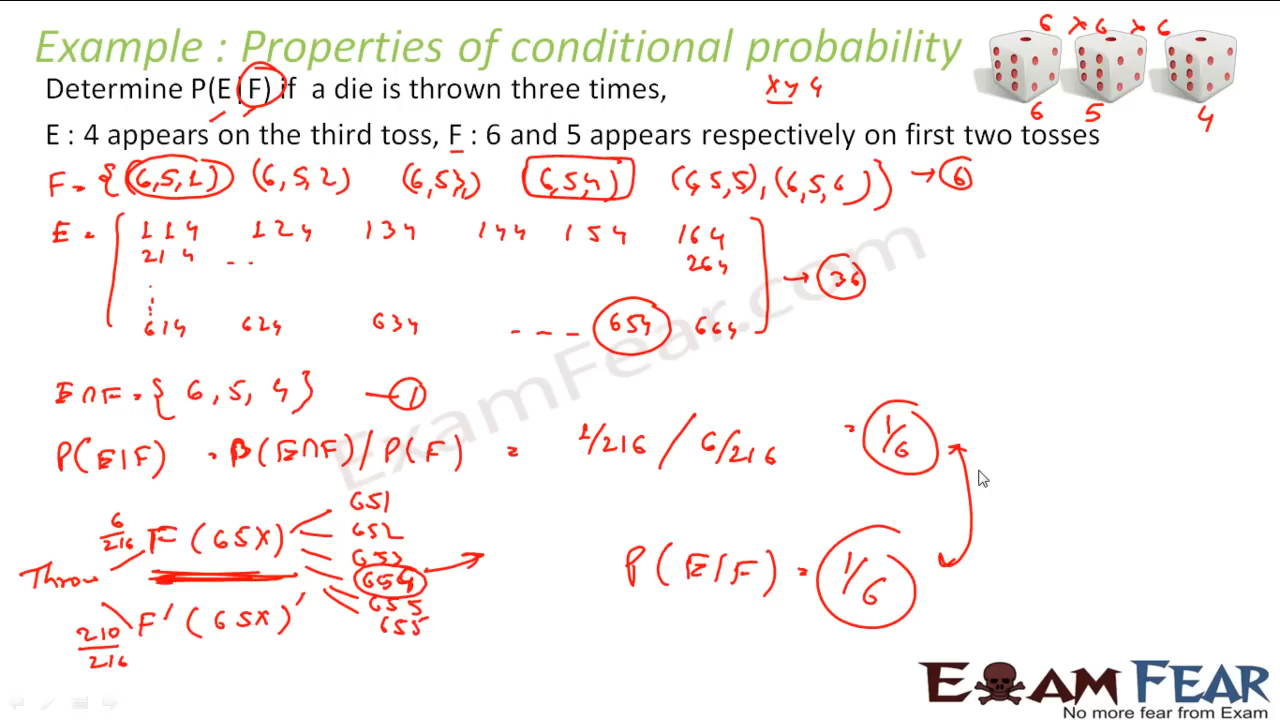 Example : Properties of conditional probability
6 x 6 x 6
Determine P(E|F) if a die is thrown three times,
x y 4
6 5 4
E : 4 appears on the third toss, F : 6 and 5 appears respectively on first two tosses
F = { (6,5,1) (6,5,2) (6,5,3,) (6,5,4) (6,5,5), (6,5,6) } → 6
E = 114 124 134 144 154 164
214 .. 264
→ 36
614 624 634 - - - - 654 664
E∩F = { 6, 5, 4 } — 1
P(E|F) = P(E∩F)/P(F) = 1/216 / 6/216 = 1/6
651
6/216 F (65X) 652
653
Throw 654
P(E/F) = 1/6
655
210/216 F' (65X)' 655
ExamFear.com
EXAM FEAR
No more fear from Exam